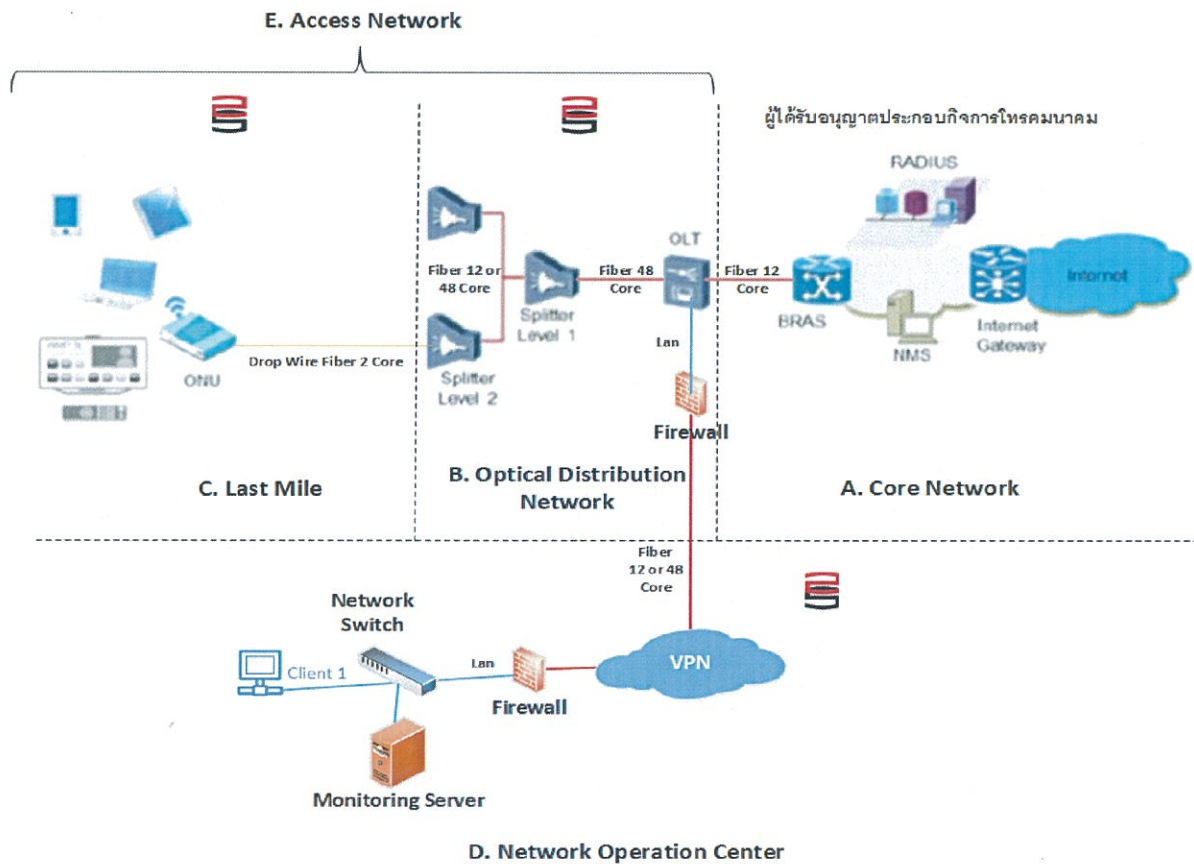 E. Access Network
ผู้ได้รับอนุญาตประกอบกิจการโทรคมนาคม
RADIUS
OLT
Fiber 12 or
48 Core
Fiber 48
Core
Fiber 12
Core
Internet
Splitter
Level 1
BRAS
NMS
Internet
Gateway
Lan
ONU
Drop Wire Fiber 2 Core
Splitter
Level 2
Firewall
C. Last Mile
B. Optical Distribution
Network
A. Core Network
Fiber
12 or 48
Core
Network
Switch
Client 1
Lan
VPN
Firewall
Monitoring Server
D. Network Operation Center